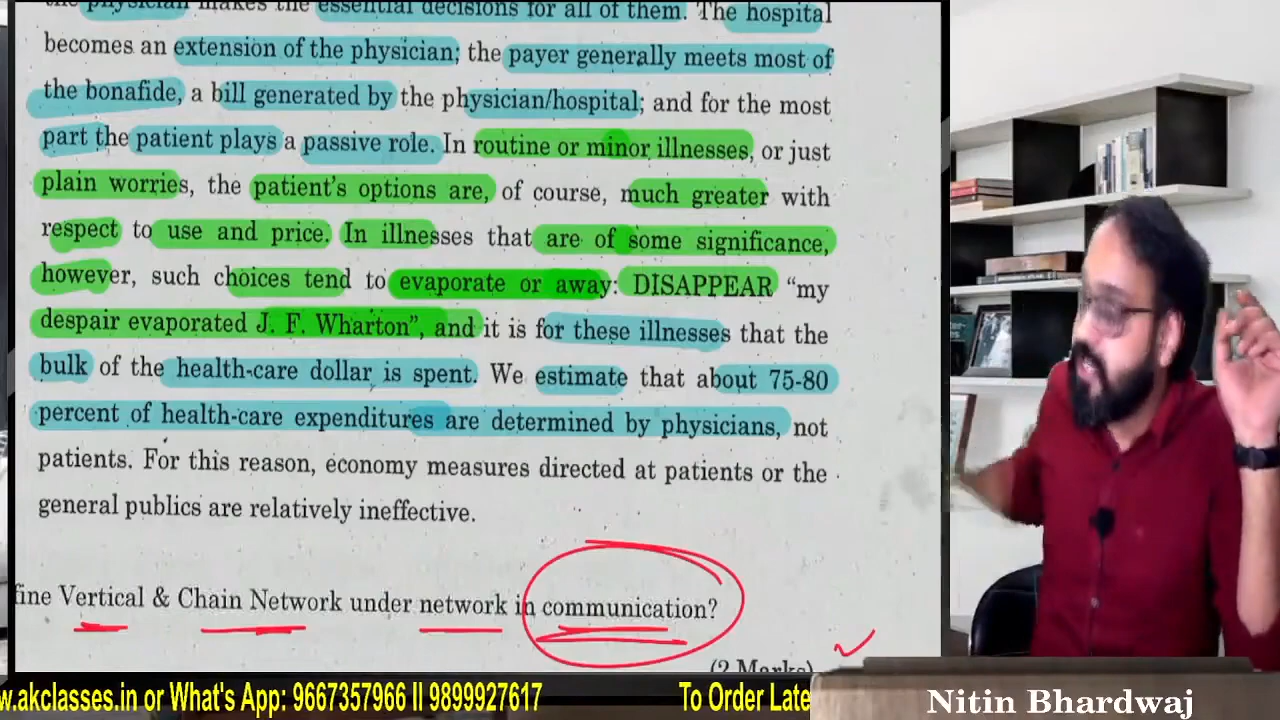 the physician makes the essential decisions for all of them. The hospital
becomes an extension of the physician; the payer generally meets most of
the bonafide, a bill generated by the physician/hospital; and for the most
part the patient plays a passive role. In routine or minor illnesses, or just
plain worries, the patient's options are, of course, much greater with
respect to use and price. In illnesses that are of some significance,
however, such choices tend to evaporate or away: DISAPPEAR “my
despair evaporated J. F. Wharton”, and it is for these illnesses that the
bulk of the health-care dollar is spent. We estimate that about 75-80
percent of health-care expenditures are determined by physicians, not
patients. For this reason, economy measures directed at patients or the
general publics are relatively ineffective.
fine Vertical & Chain Network under network in communication?
(2 Marks)
w.akclasses.in or What's App: 9667357966 II 9899927617 To Order Late
Nitin Bhardwaj